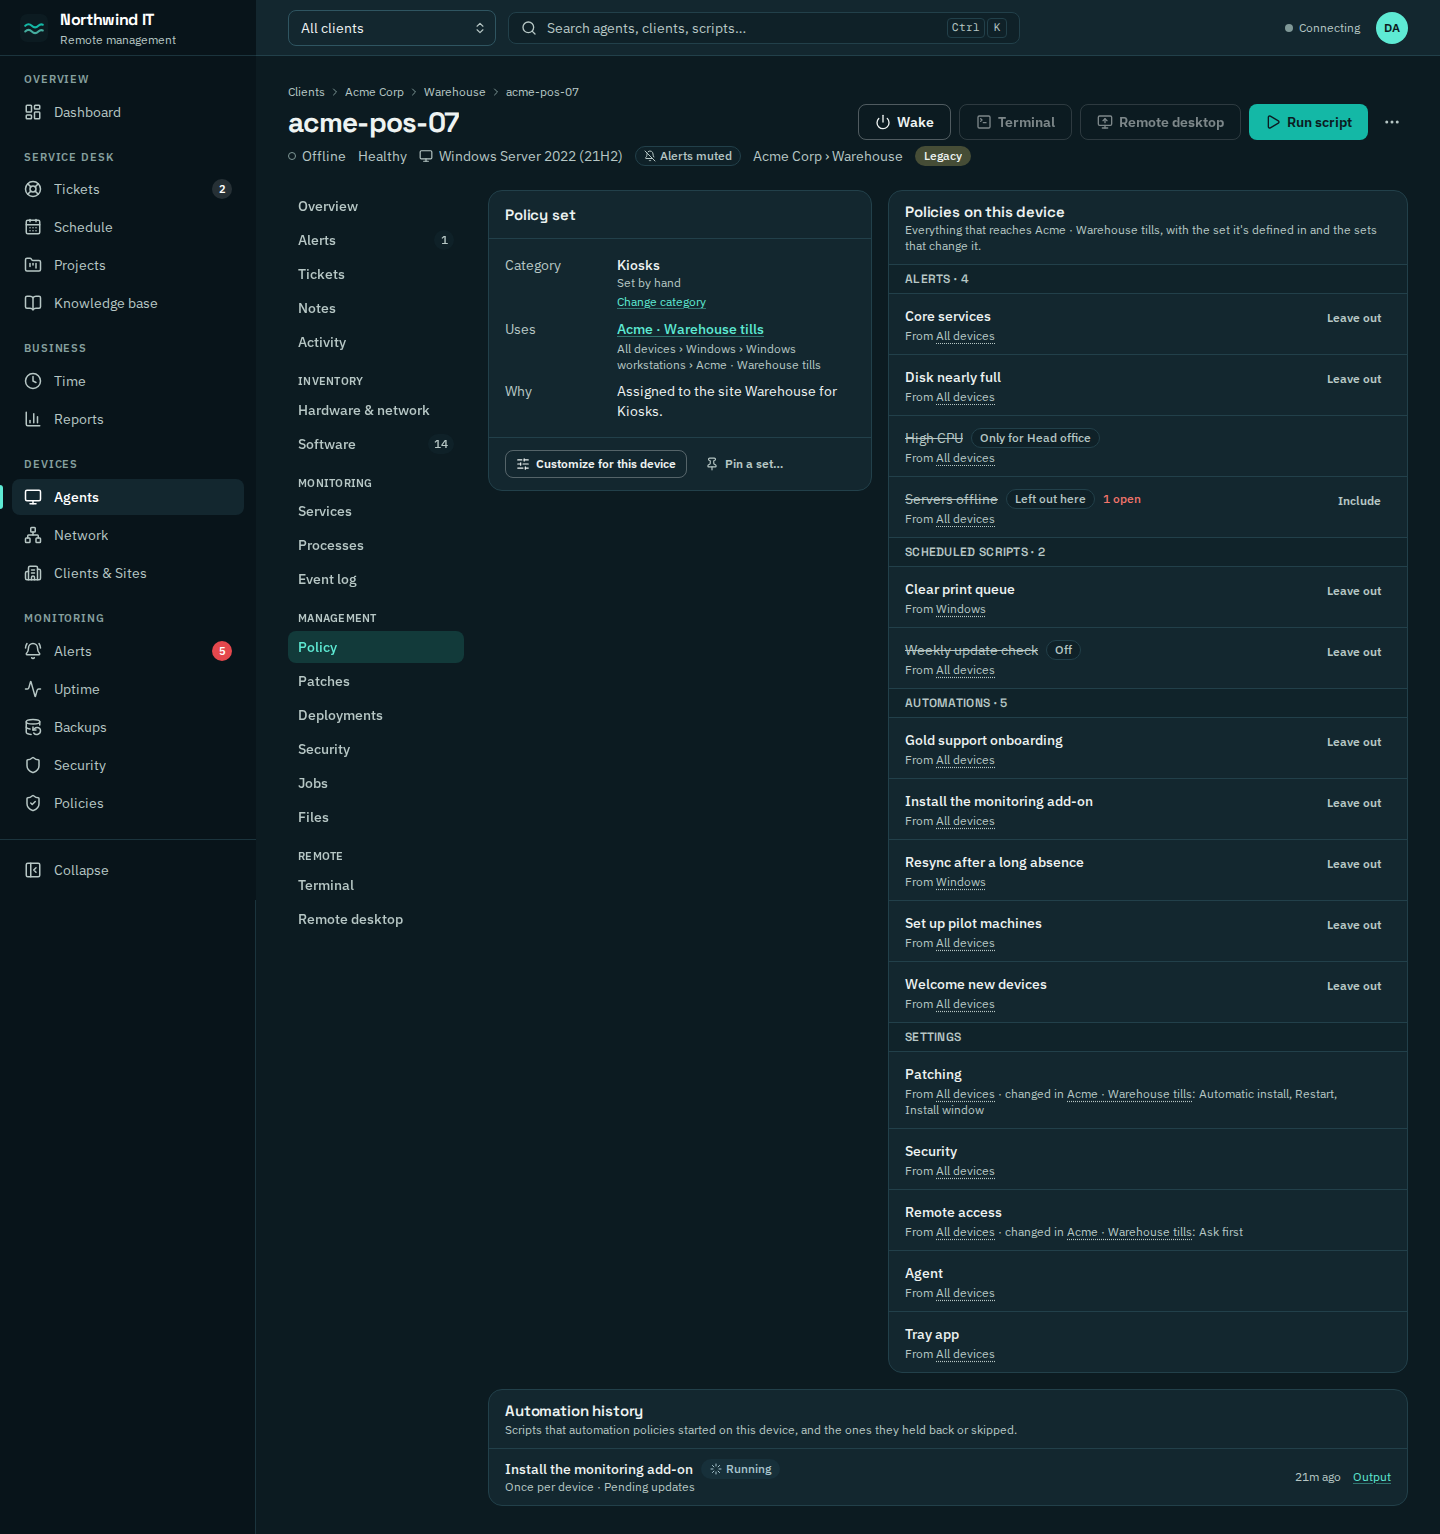 Northwind IT
Remote management
All clients
Search agents, clients, scripts...
Ctrl K
Connecting
DA
OVERVIEW
Dashboard
SERVICE DESK
Tickets 2
Schedule
Projects
Knowledge base
BUSINESS
Time
Reports
DEVICES
Agents
Network
Clients & Sites
MONITORING
Alerts 5
Uptime
Backups
Security
Policies
Collapse
Clients > Acme Corp > Warehouse > acme-pos-07
acme-pos-07
Wake
Terminal
Remote desktop
Run script
Offline Healthy Windows Server 2022 (21H2) Alerts muted Acme Corp › Warehouse Legacy
Overview
Alerts 1
Tickets
Notes
Activity
INVENTORY
Hardware & network
Software 14
MONITORING
Services
Processes
Event log
MANAGEMENT
Policy
Patches
Deployments
Security
Jobs
Files
REMOTE
Terminal
Remote desktop
Policy set
Category Kiosks
Set by hand
Change category
Uses Acme · Warehouse tills
All devices › Windows › Windows
workstations › Acme · Warehouse tills
Why Assigned to the site Warehouse for
Kiosks.
Customize for this device
Pin a set...
Policies on this device
Everything that reaches Acme · Warehouse tills, with the set it's defined in and the sets
that change it.
ALERTS · 4
Core services Leave out
From All devices
Disk nearly full Leave out
From All devices
High CPU Only for Head office
From All devices
Servers offline Left out here 1 open Include
From All devices
SCHEDULED SCRIPTS · 2
Clear print queue Leave out
From Windows
Weekly update check Off Leave out
From All devices
AUTOMATIONS · 5
Gold support onboarding Leave out
From All devices
Install the monitoring add-on Leave out
From All devices
Resync after a long absence Leave out
From Windows
Set up pilot machines Leave out
From All devices
Welcome new devices Leave out
From All devices
SETTINGS
Patching
From All devices · changed in Acme · Warehouse tills: Automatic install, Restart,
Install window
Security
From All devices
Remote access
From All devices · changed in Acme · Warehouse tills: Ask first
Agent
From All devices
Tray app
From All devices
Automation history
Scripts that automation policies started on this device, and the ones they held back or skipped.
Install the monitoring add-on Running 21m ago Output
Once per device · Pending updates